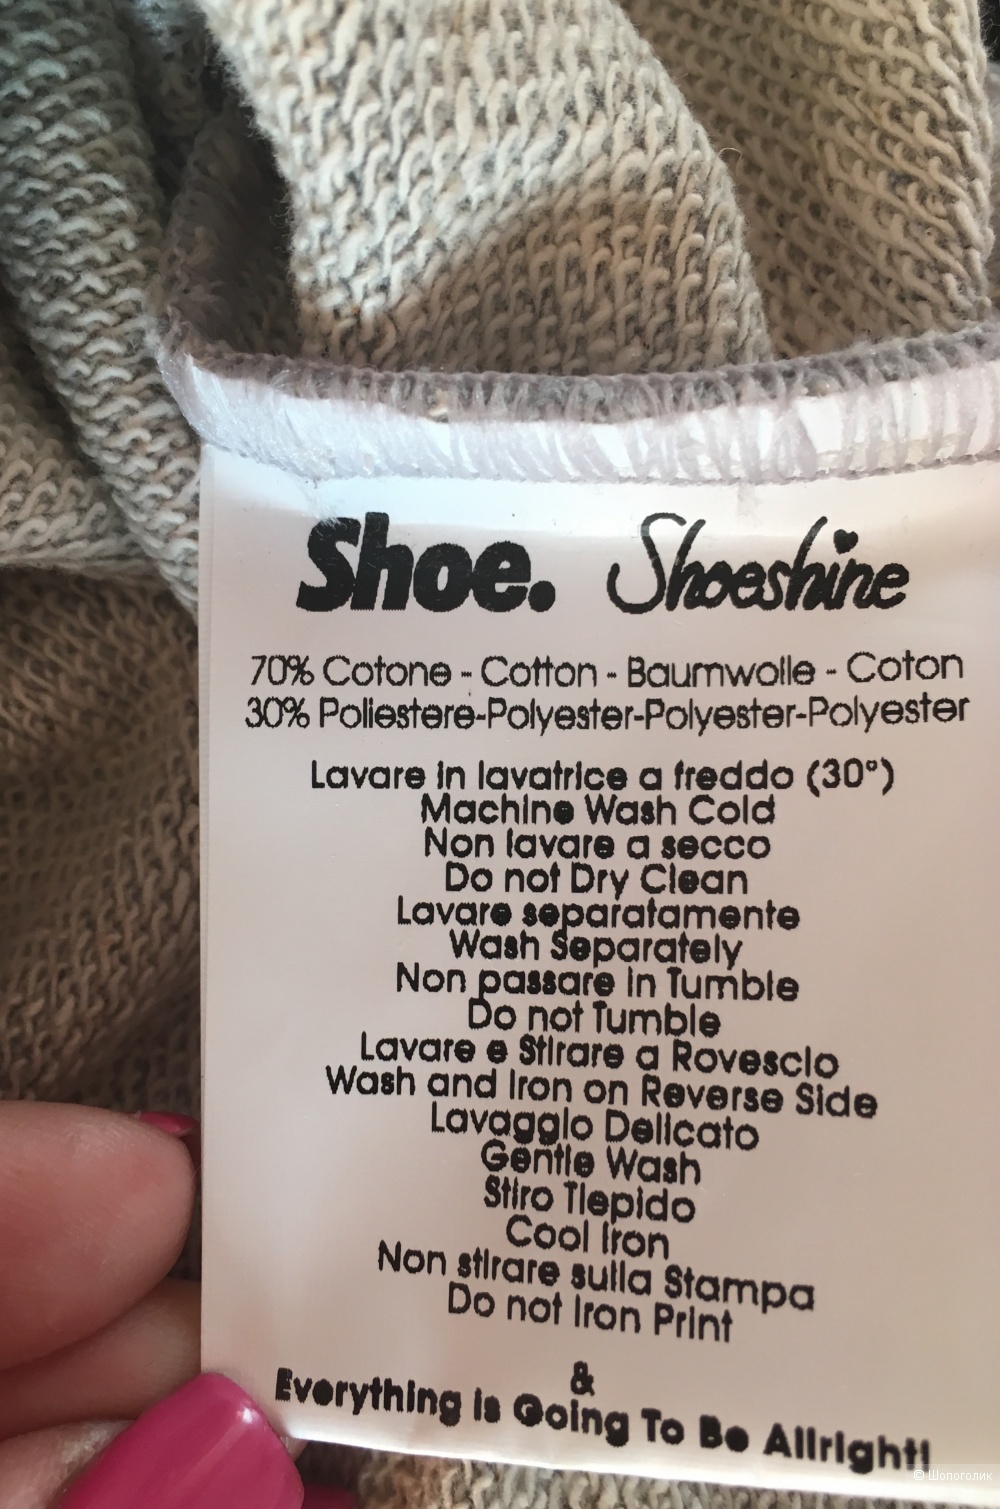 Shoe. Shoeshine
70% Cotone - Cotton - Baumwolle - Coton
30% Poliestere-Polyester-Polyester-Polyester
Lavare in lavatrice a freddo (30°)
Machine Wash Cold
Non lavare a secco
Do not Dry Clean
Lavare separatamente
Wash Separately
Non passare in Tumble
Do not Tumble
Lavare e Stirare a Rovescio
Wash and Iron on Reverse Side
Lavaggio Delicato
Gentle Wash
Stiro Tiepido
Cool Iron
Non stirare sulla Stampa
Do not Iron Print
&
Everything is Going To Be Allright!
© Шопоголик